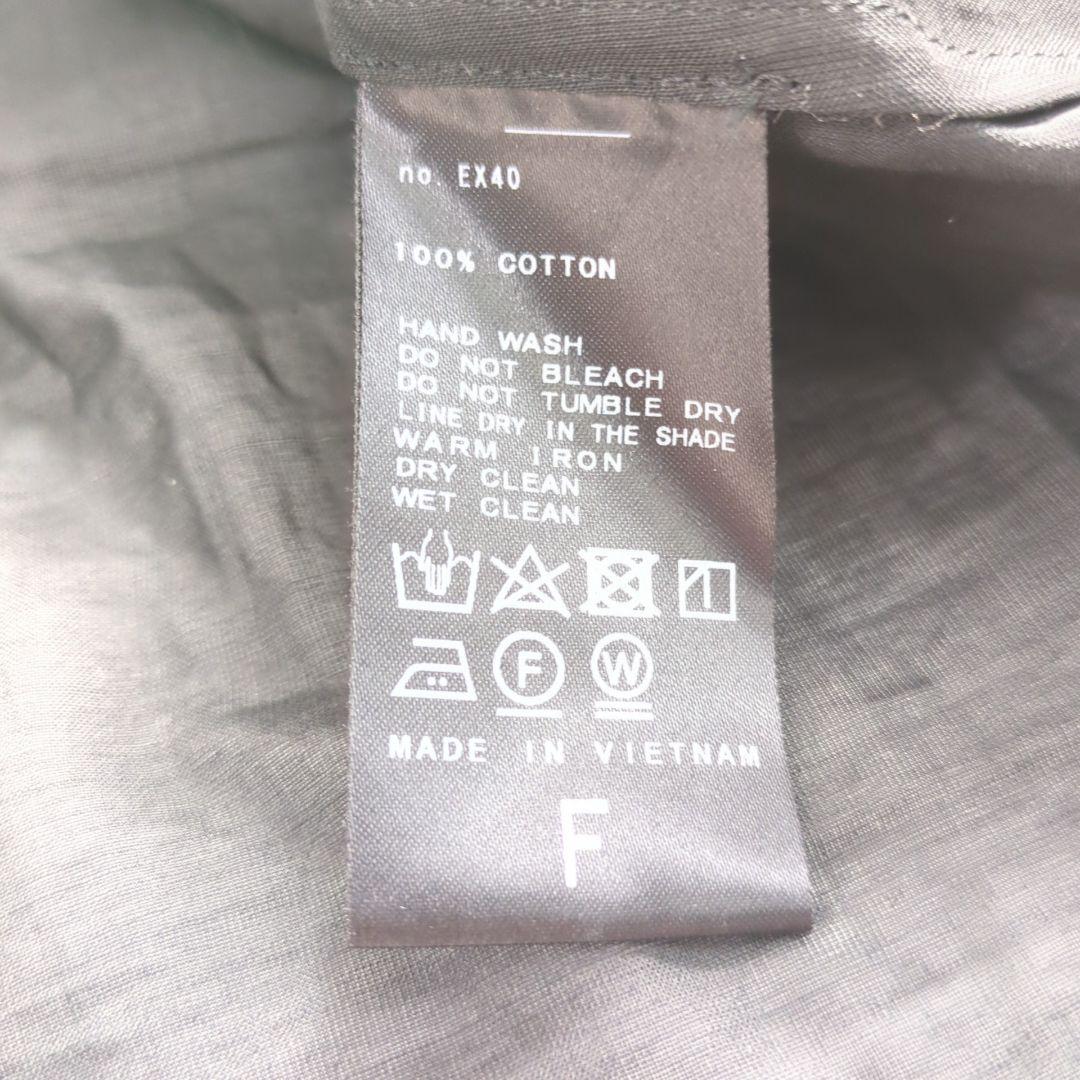 no. EX40
100% COTTON
HAND WASH
DO NOT BLEACH
DO NOT TUMBLE DRY
LINE DRY IN THE SHADE
WARM IRON
DRY CLEAN
WET CLEAN
F W
MADE IN VIETNAM
F